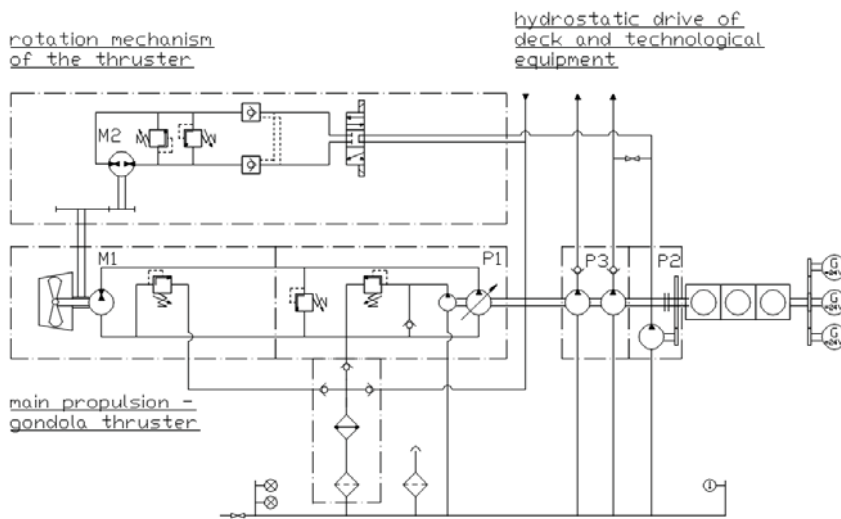 rotation mechanism
of the thruster
hydrostatic drive of
deck and technological
equipment
M2
M1
P1
P3
P2
G
G
G
main propulsion -
gondola thruster